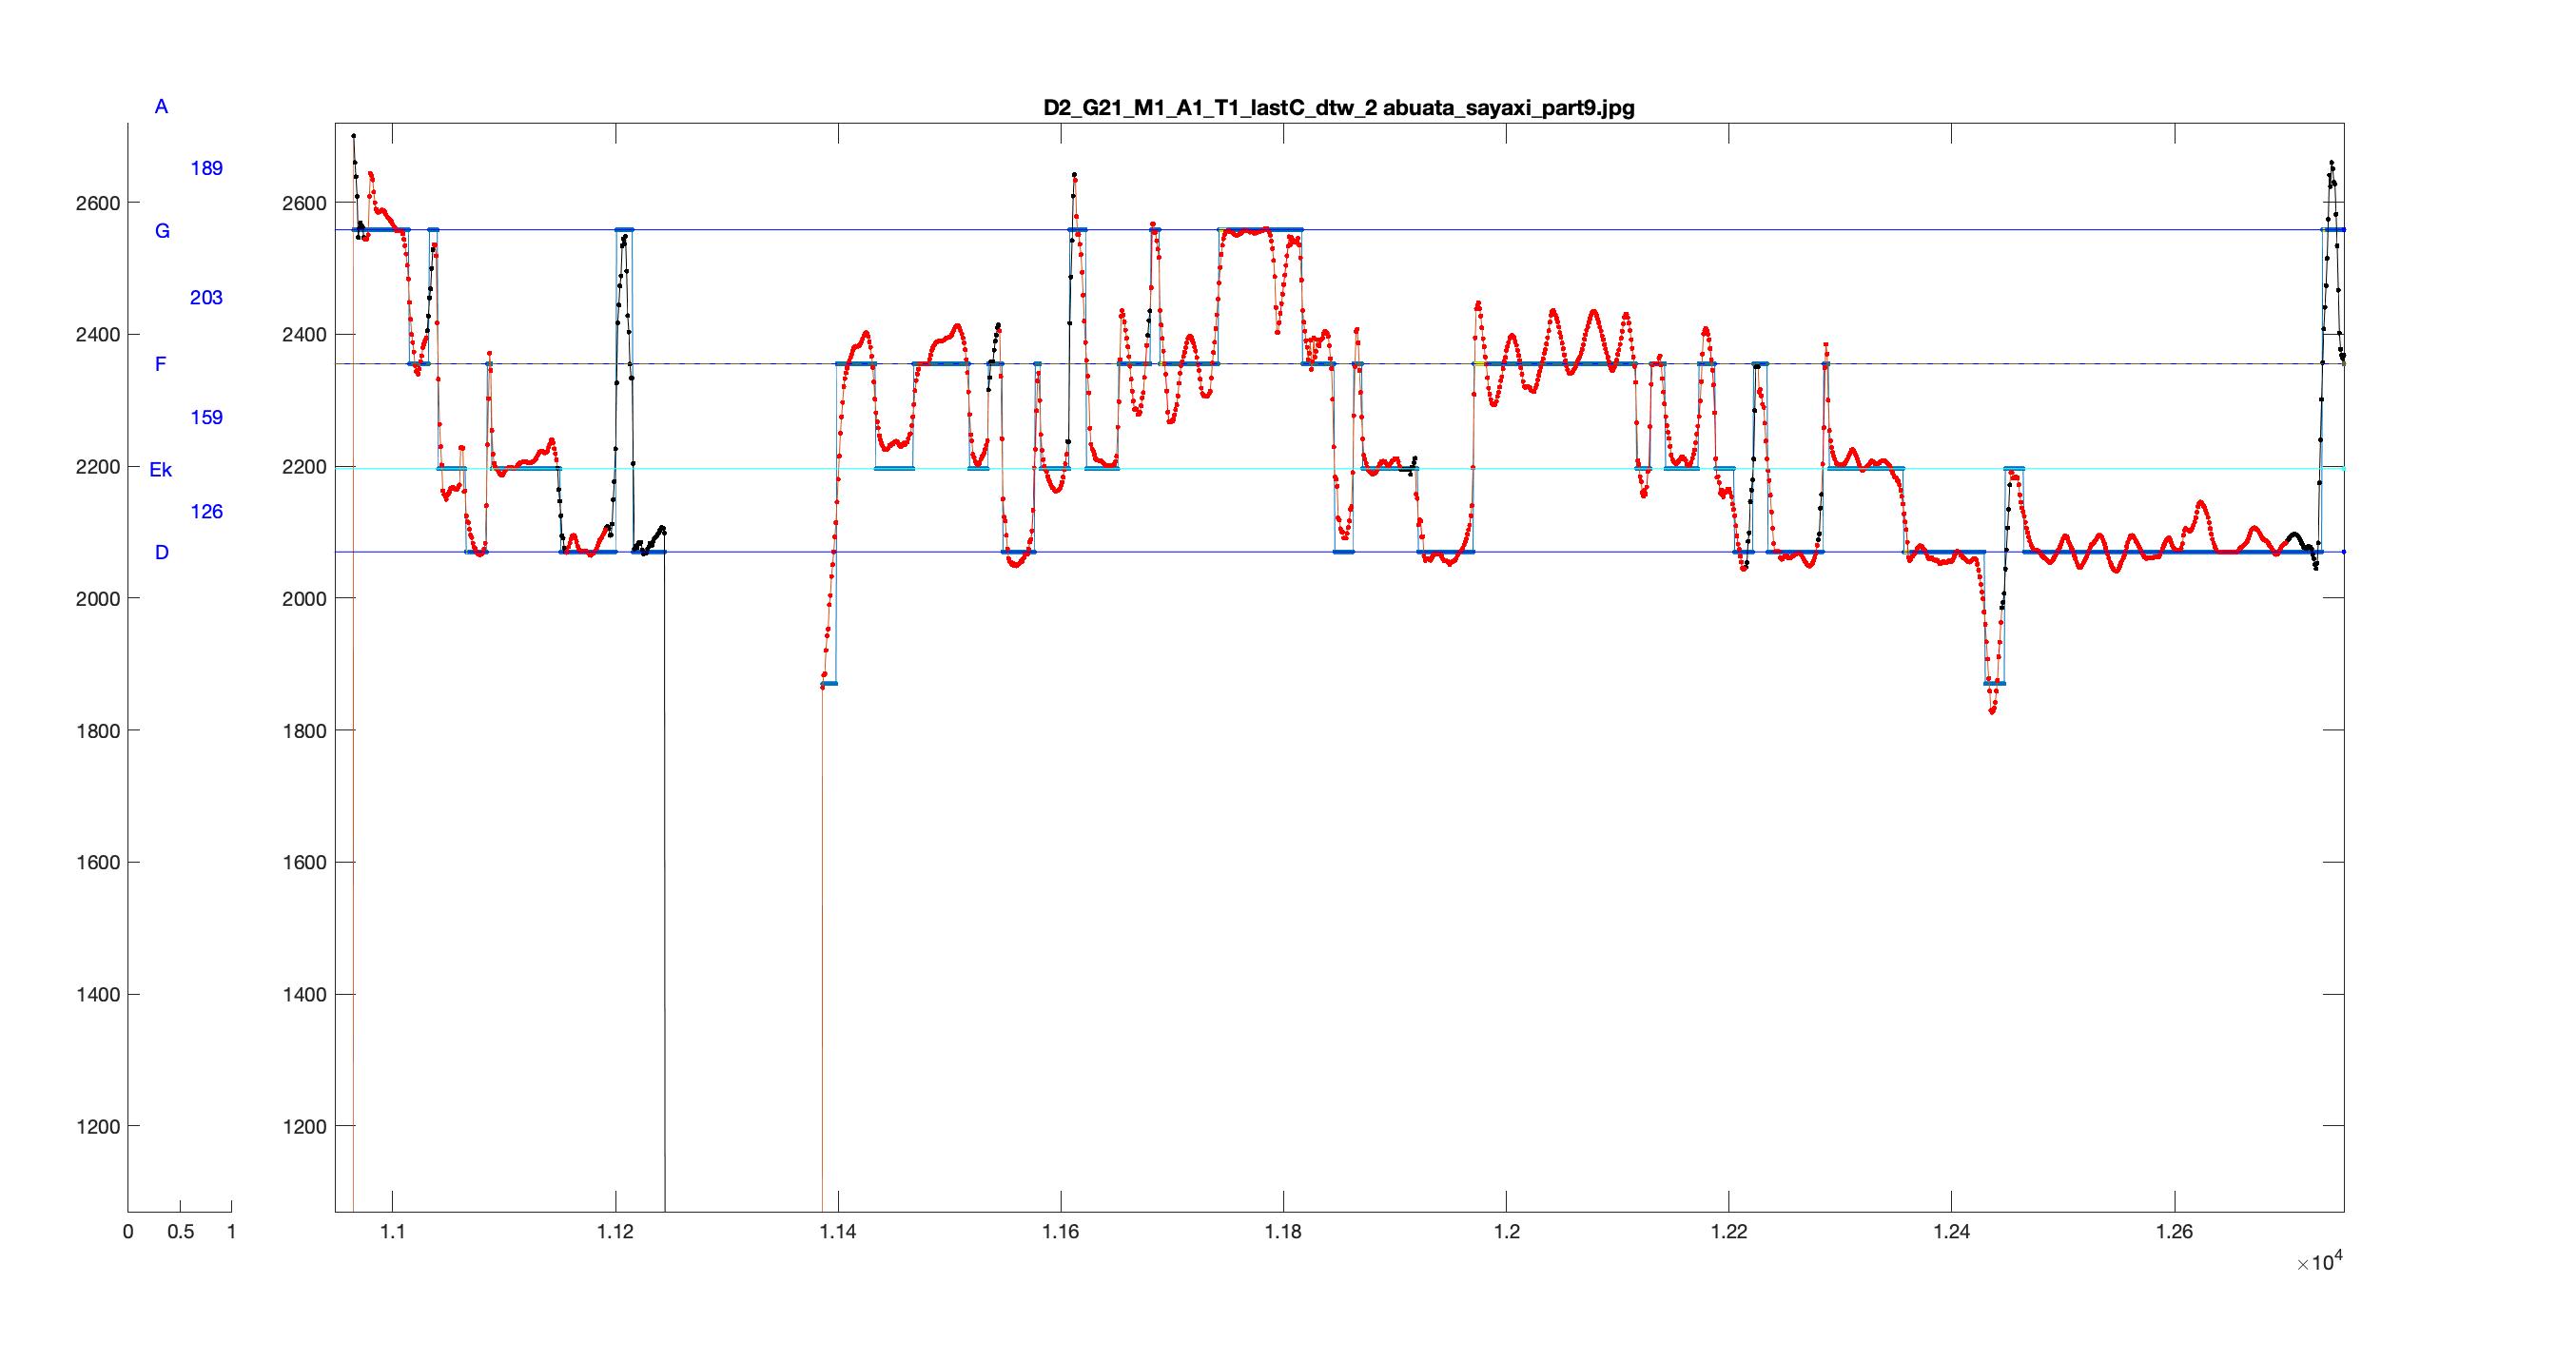 D2_G21_M1_A1_T1_lastC_dtw_2 abuata_sayaxi_part9.jpg
A
189
2600 G 2600
203
2400 2400
F
159
2200 Ek 2200
126
D
2000 2000
1800 1800
1600 1600
1400 1400
1200 1200
0 0.5 1 1.1 1.12 1.14 1.16 1.18 1.2 1.22 1.24 1.26
×10^4